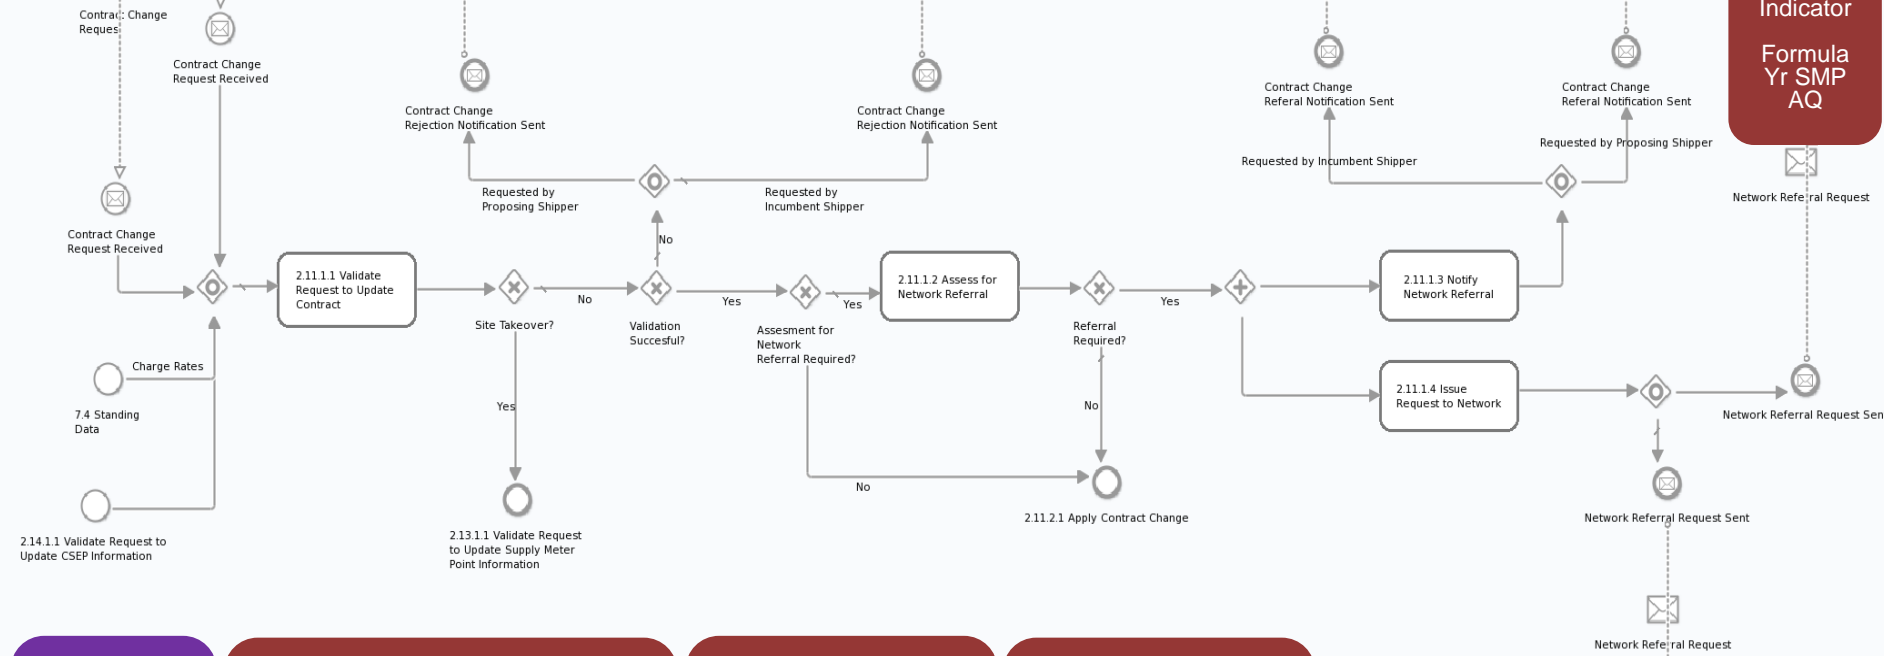 Contract Change
Reques
Contract Change
Request Received
Contract Change
Rejection Notification Sent
Contract Change
Rejection Notification Sent
Contract Change
Referal Notification Sent
Contract Change
Referal Notification Sent
Indicator
Formula
Yr SMP
AQ
Requested by Incumbent Shipper
Requested by Proposing Shipper
Network Referral Request
Requested by
Proposing Shipper
Requested by
Incumbent Shipper
Contract Change
Request Received
No
2.11.1.1 Validate
Request to Update
Contract
No
Yes
Yes
2.11.1.2 Assess for
Network Referral
Yes
2.11.1.3 Notify
Network Referral
Site Takeover?
Validation
Succesful?
Assesment for
Network
Referral Required?
Referral
Required?
Charge Rates
7.4 Standing
Data
Yes
No
2.11.1.4 Issue
Request to Network
Network Referral Request Sen
No
2.14.1.1 Validate Request to
Update CSEP Information
2.13.1.1 Validate Request
to Update Supply Meter
Point Information
2.11.2.1 Apply Contract Change
Network Referral Request Sent
Network Referral Request